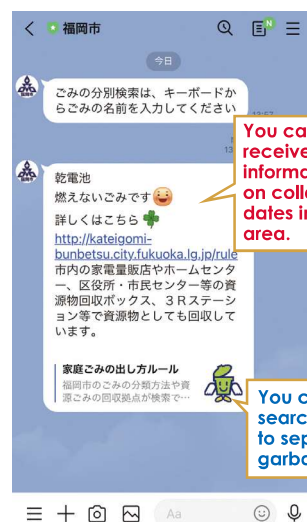 福岡市
N
今日
ごみの分別検索は、キーボードか
らごみの名前を入力してください
乾電池
燃えないごみです
詳しくはこちら
http://kateigomi-
bunbetsu.city.fukuoka.lg.jp/rule
市内の家電量販店やホームセンタ
ー、区役所・市民センター等の資
源物回収ボックス、３Ｒステーシ
ョン等で資源物としても回収して
います。
家庭ごみの出し方ルール
福岡市のごみの分類方法や資
源ごみの回収拠点が検索で…
You ca
receive
informa
on colle
dates in
area.
You c
search
to sep
garba
Aa